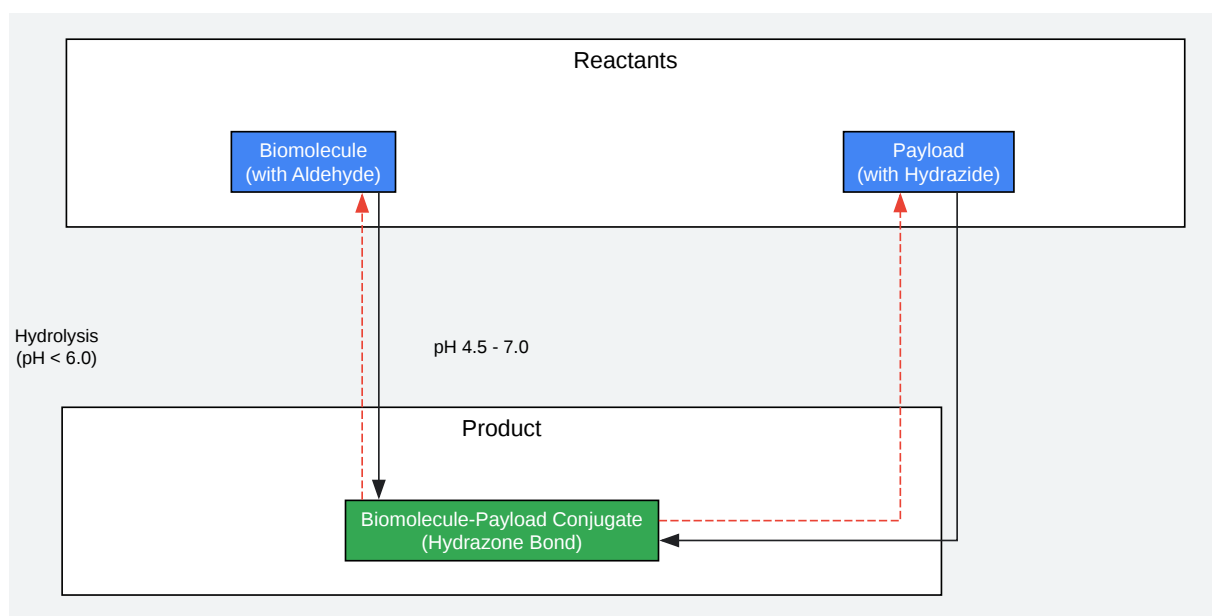 Reactants
Biomolecule
(with Aldehyde)
Payload
(with Hydrazide)
Hydrolysis
(pH < 6.0)
pH 4.5 - 7.0
Product
Biomolecule-Payload Conjugate
(Hydrazone Bond)